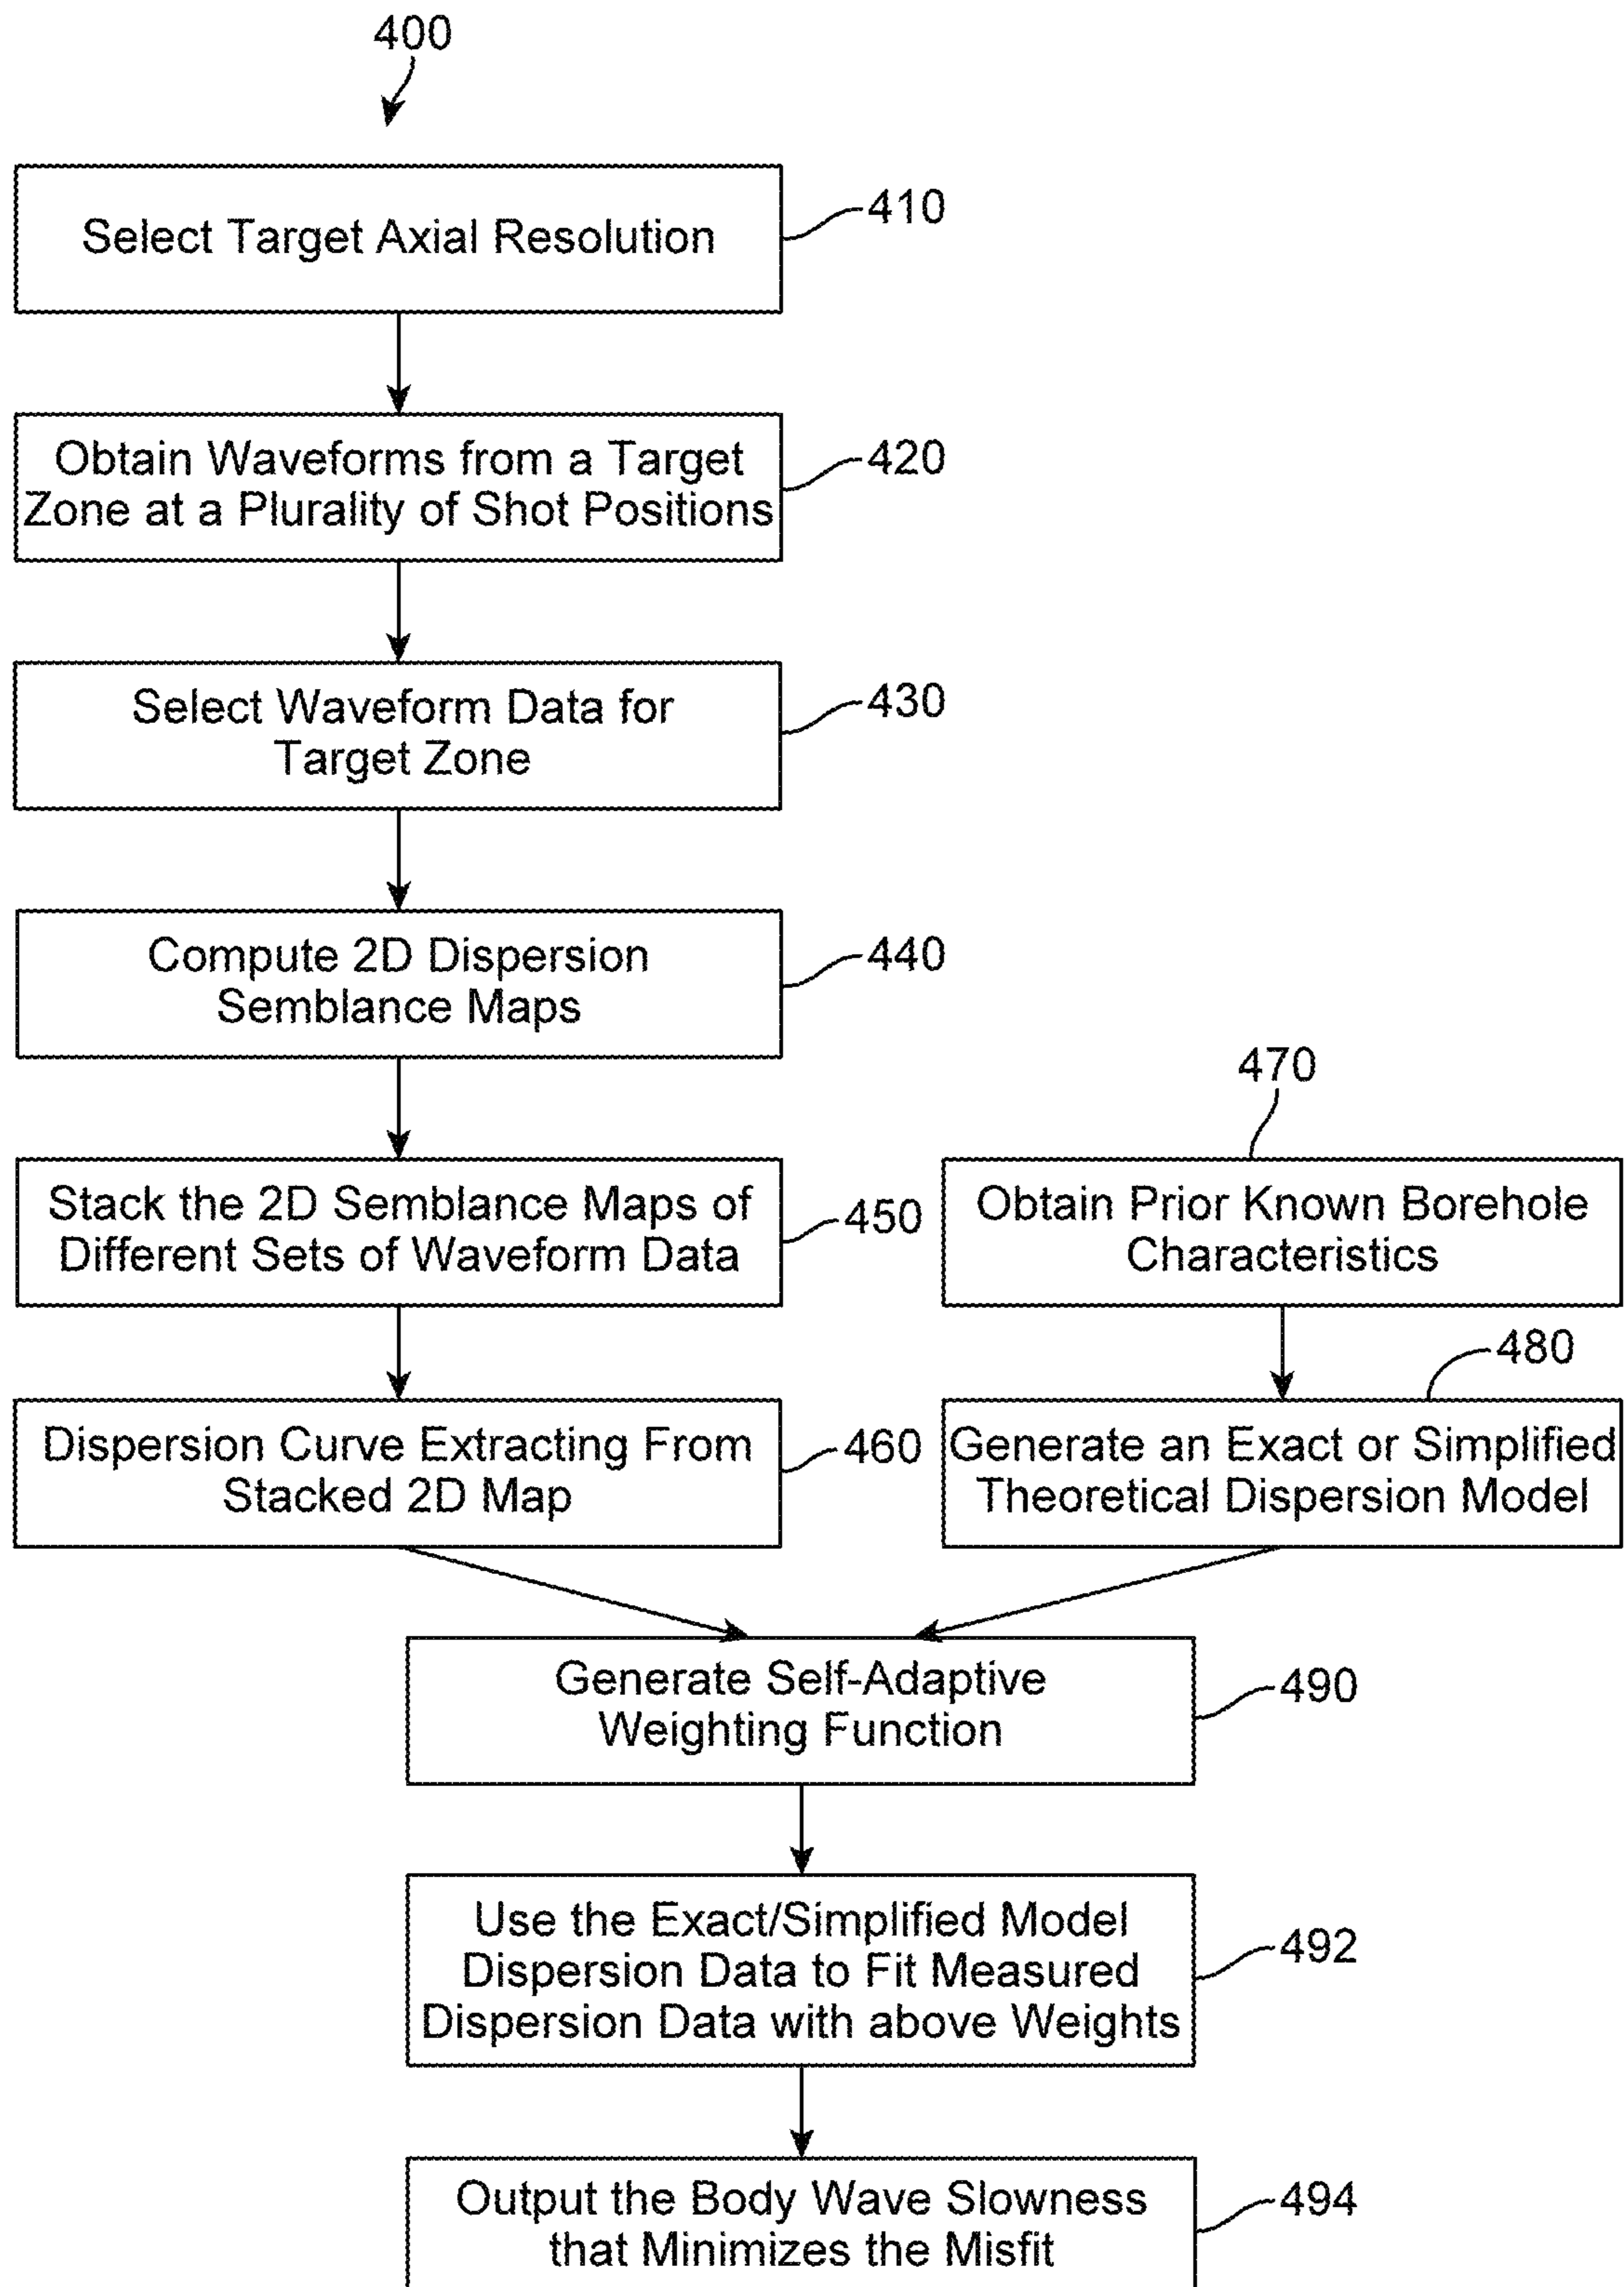 400
Select Target Axial Resolution
410
Obtain Waveforms from a Target
Zone at a Plurality of Shot Positions
420
Select Waveform Data for
Target Zone
430
Compute 2D Dispersion
Semblance Maps
440
Stack the 2D Semblance Maps of
Different Sets of Waveform Data
450
Dispersion Curve Extracting From
Stacked 2D Map
460
470
Obtain Prior Known Borehole
Characteristics
480
Generate an Exact or Simplified
Theoretical Dispersion Model
Generate Self-Adaptive
Weighting Function
490
Use the Exact/Simplified Model
Dispersion Data to Fit Measured
Dispersion Data with above Weights
492
Output the Body Wave Slowness
that Minimizes the Misfit
494